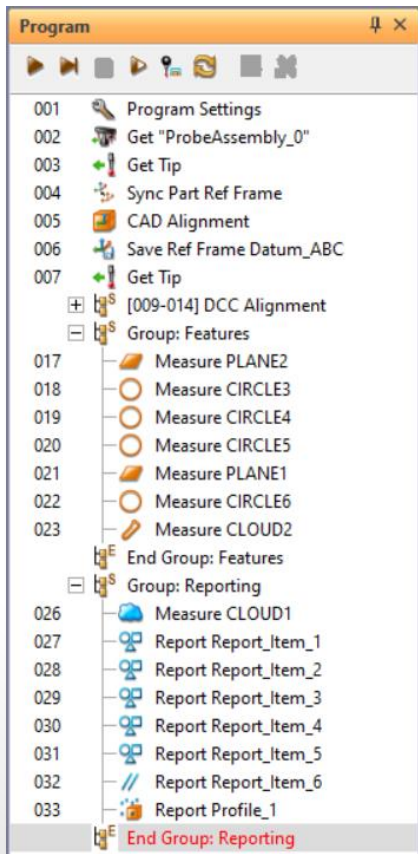 Program
001 Program Settings
002 Get "ProbeAssembly_0"
003 Get Tip
004 Sync Part Ref Frame
005 CAD Alignment
006 Save Ref Frame Datum_ABC
007 Get Tip
S [009-014] DCC Alignment
S Group: Features
017 Measure PLANE2
018 Measure CIRCLE3
019 Measure CIRCLE4
020 Measure CIRCLE5
021 Measure PLANE1
022 Measure CIRCLE6
023 Measure CLOUD2
E End Group: Features
S Group: Reporting
026 Measure CLOUD1
027 Report Report_Item_1
028 Report Report_Item_2
029 Report Report_Item_3
030 Report Report_Item_4
031 Report Report_Item_5
032 Report Report_Item_6
033 Report Profile_1
E End Group: Reporting